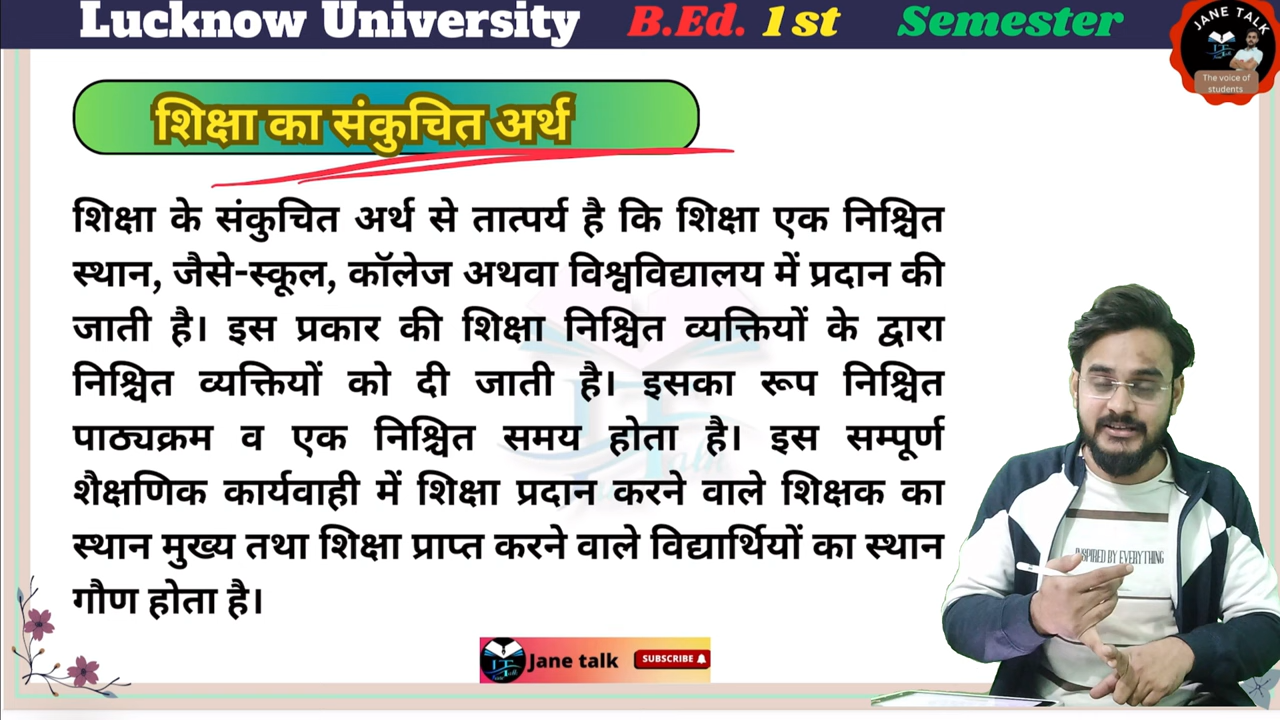 Lucknow University B.Ed. 1st Semester
JANE TALK
The voice of
students
शिक्षा का संकुचित अर्थ
शिक्षा के संकुचित अर्थ से तात्पर्य है कि शिक्षा एक निश्चित
स्थान, जैसे-स्कूल, कॉलेज अथवा विश्वविद्यालय में प्रदान की
जाती है। इस प्रकार की शिक्षा निश्चित व्यक्तियों के द्वारा
निश्चित व्यक्तियों को दी जाती है। इसका रूप निश्चित
पाठ्यक्रम व एक निश्चित समय होता है। इस सम्पूर्ण
शैक्षणिक कार्यवाही में शिक्षा प्रदान करने वाले शिक्षक का
स्थान मुख्य तथा शिक्षा प्राप्त करने वाले विद्यार्थियों का स्थान
गौण होता है।
INSPIRED BY EVERYTHING
Jane talk SUBSCRIBE